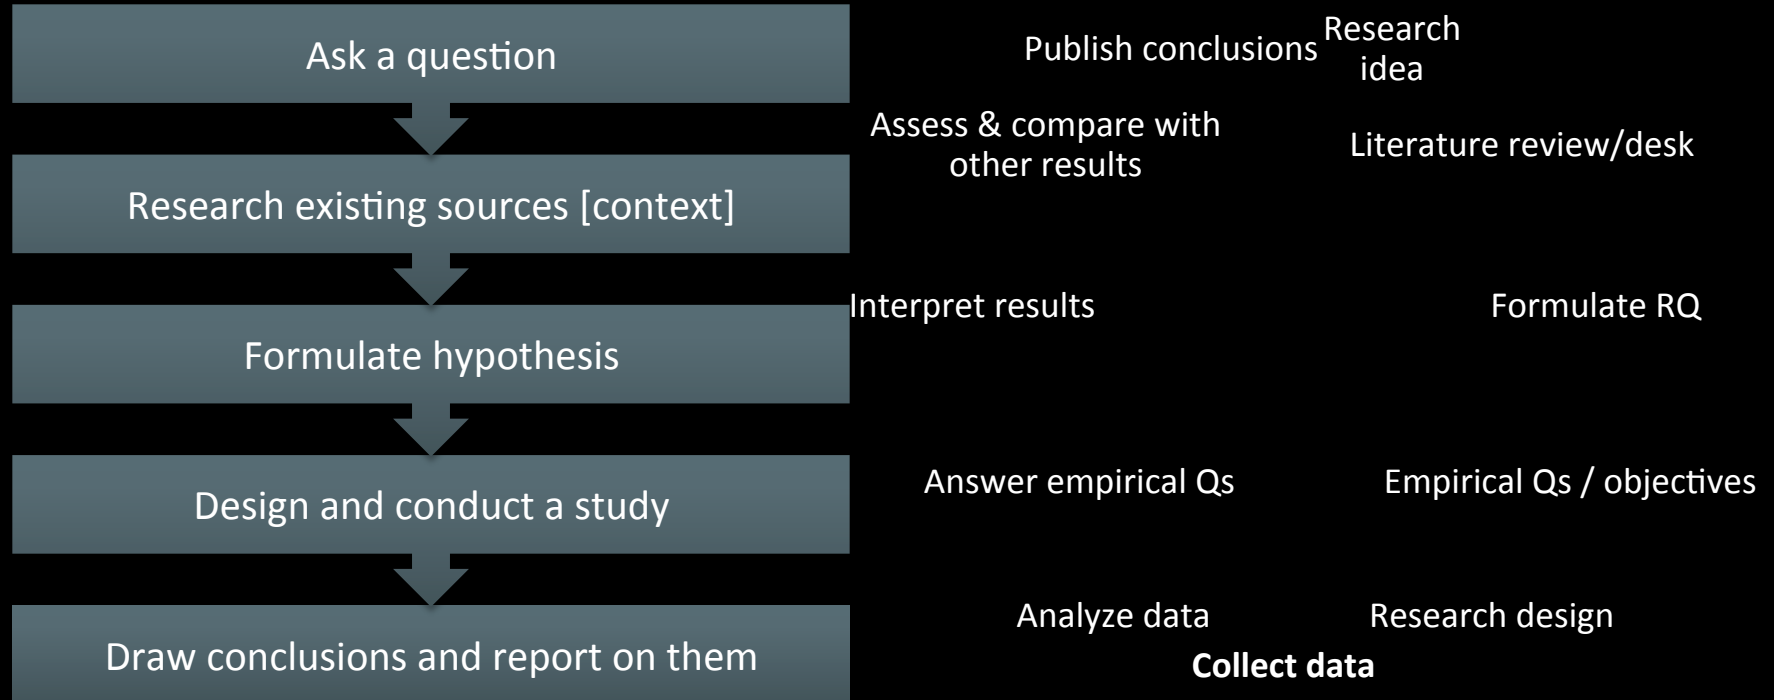 Ask a question
Research existing sources [context]
Formulate hypothesis
Design and conduct a study
Draw conclusions and report on them
Research
idea
Literature review/desk
Formulate RQ
Empirical Qs / objectives
Research design
Collect data
Analyze data
Answer empirical Qs
Interpret results
Assess & compare with
other results
Publish conclusions